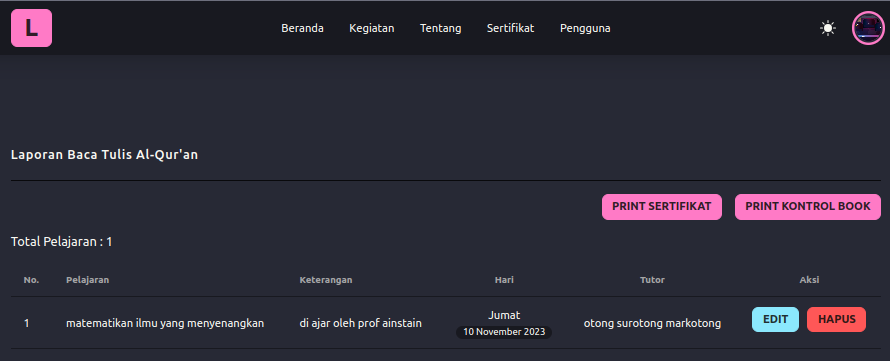 L Beranda Kegiatan Tentang Sertifikat Pengguna
Laporan Baca Tulis Al-Qur'an
PRINT SERTIFIKAT PRINT KONTROL BOOK
Total Pelajaran : 1
No. Pelajaran Keterangan Hari Tutor Aksi
1 matematikan ilmu yang menyenangkan di ajar oleh prof ainstain Jumat otong surotong markotong EDIT HAPUS
10 November 2023